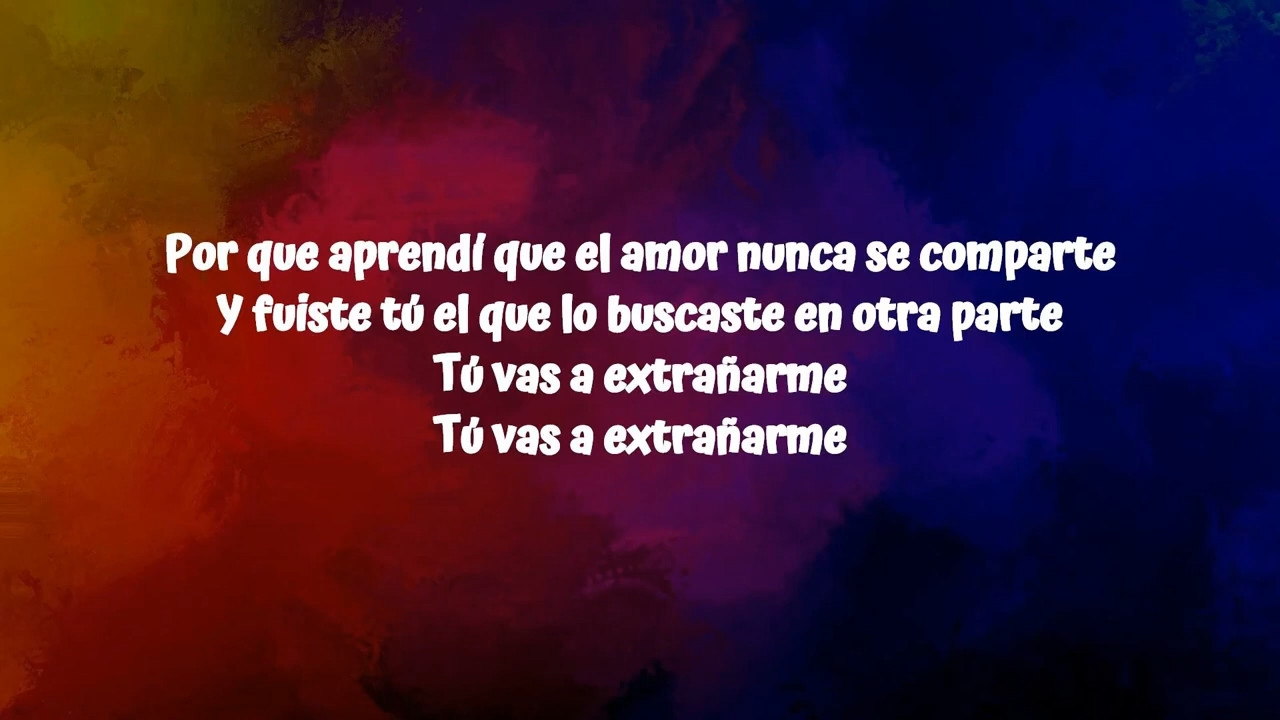 Por que aprendí que el amor nunca se comparte
Y fuiste tú el que lo buscaste en otra parte
Tú vas a extrañarme
Tú vas a extrañarme